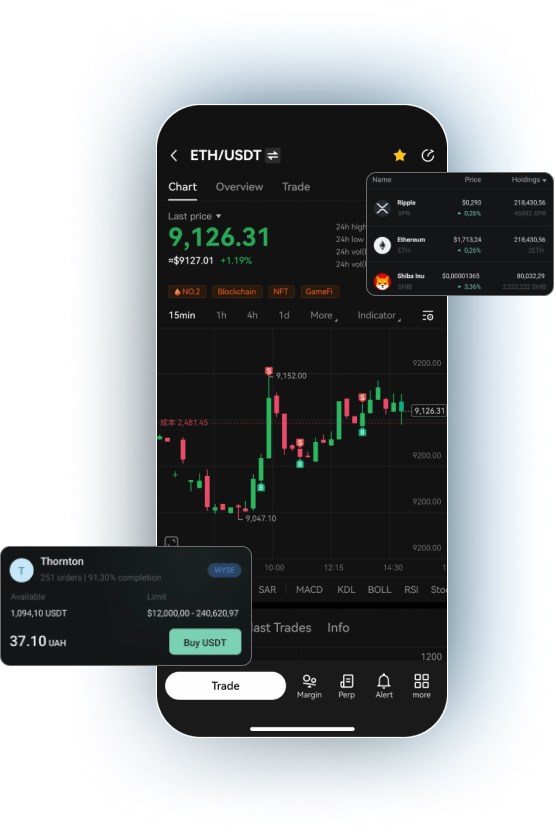 ETH/USDT
Chart Overview Trade
Last price
9,126.31
≈$9127.01 +1.19%
24h high
24h low
24h vol(
24h vol(
NO.2 Blockchain NFT GameFi
15min 1h 4h 1d More Indicator
9200.00
9,152.00
9,126.31
成本 2,481.45
S
S
S
B
B
B
9200.00
9200.00
9,047.10
9200.00
10:00 12:15 14:30 1
SAR MACD KDL BOLL RSI Sto
ast Trades Info
1200
Trade
Margin Perp Alert more
Name Price Holdings
Ripple $0,293 218,430,56
XPR 0,26% 46892 XPR
Ethereum $1,713,24 218,430,56
ETH 0,26% 2ETH
Shiba Inu $0,00001365 80,032,29
SHIB 3,36% 2,222,222 SHIB
T
Thornton
251 orders | 91,30% completion
WYSE
Available Limit
1,094,10 USDT $12,000,00 - 240,620,97
37.10 UAH
Buy USDT